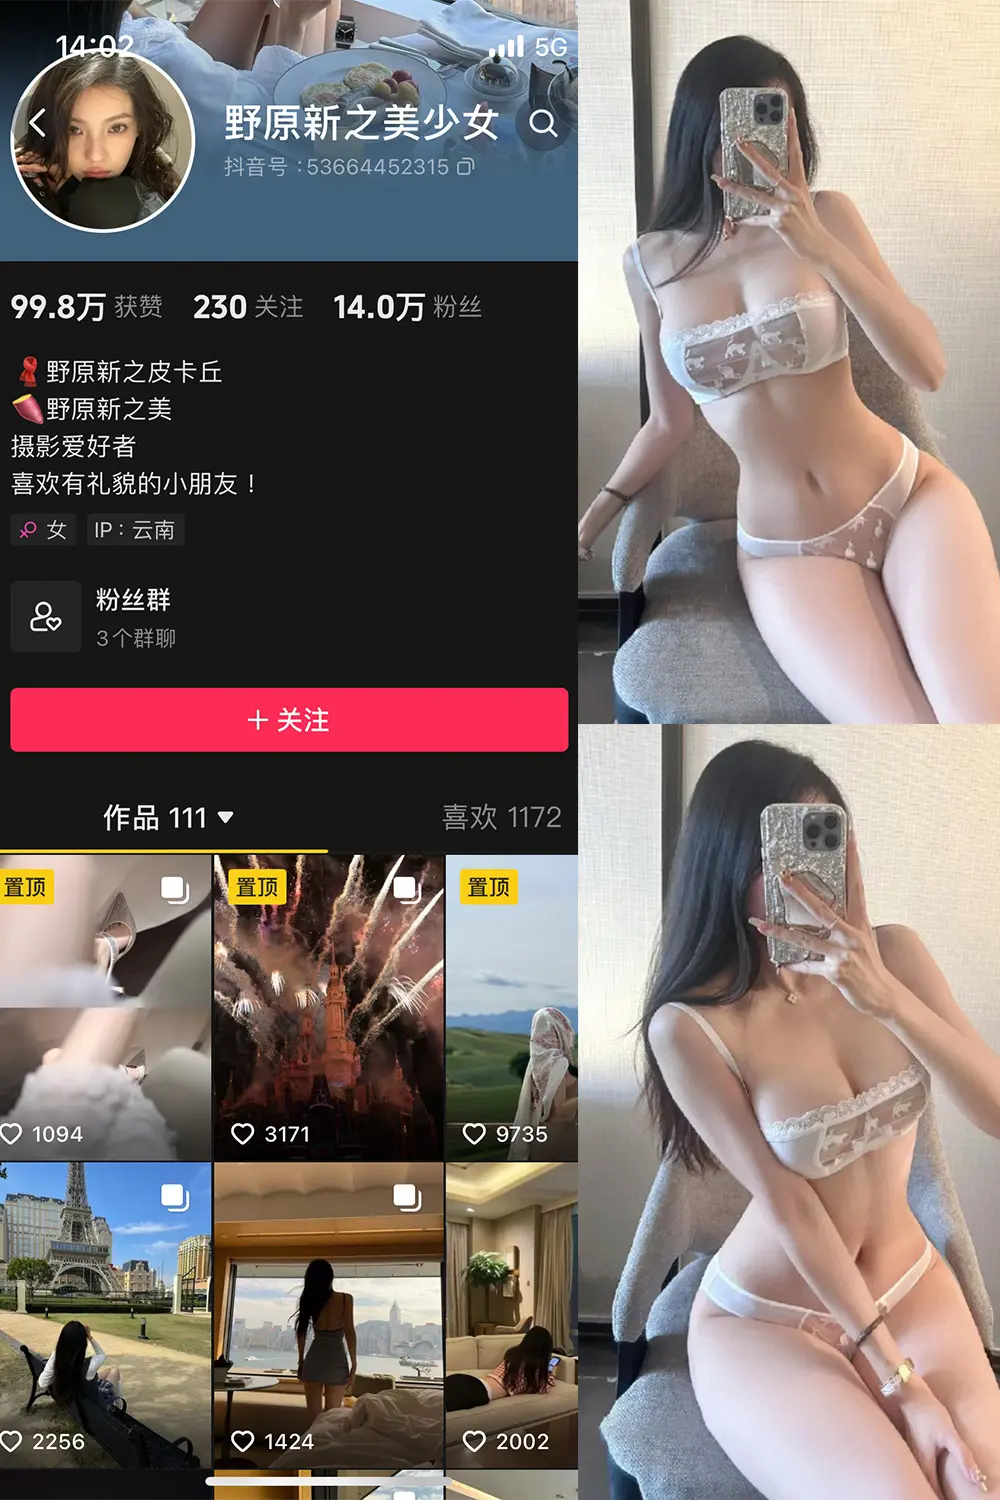 14:02
5G
野原新之美少女
抖音号：53664452315
99.8万 获赞 230 关注 14.0万 粉丝
野原新之皮卡丘
野原新之美
摄影爱好者
喜欢有礼貌的小朋友！
女 IP：云南
粉丝群
3个群聊
＋ 关注
作品 111
喜欢 1172
置顶
置顶
置顶
1094
3171
9735
2256
1424
2002